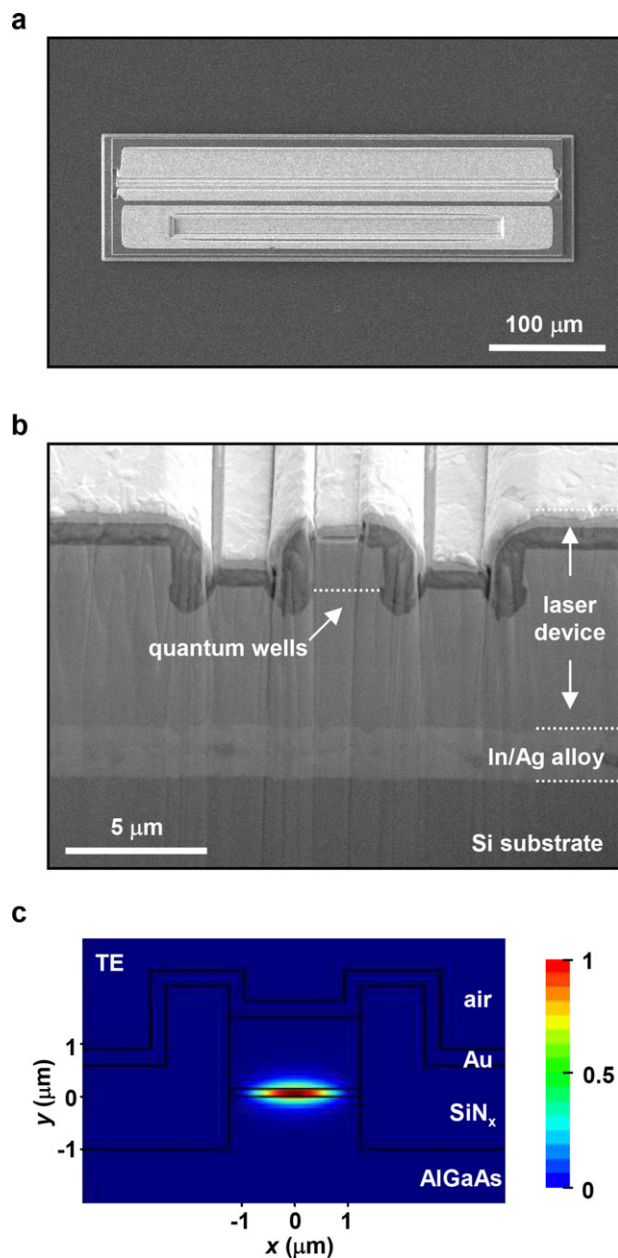 a
100 μm
b
quantum wells
laser
device
In/Ag alloy
5 μm
Si substrate
c
TE
air
Au
SiNx
AlGaAs
1
0
-1
y (μm)
-1 0 1
x (μm)
1
0.5
0